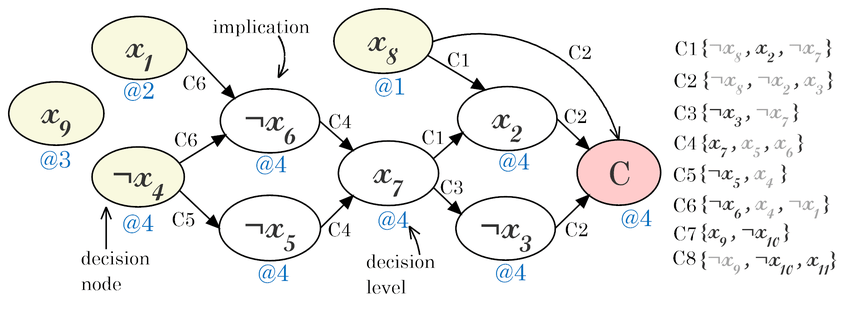 implication
x1
@2
C6
x8
@1
C1
C2
x9
@3
C6
¬x6
@4
C4
C1
x2
@4
C2
¬x4
@4
C5
x7
@4
C3
C
@4
¬x5
@4
C4
¬x3
@4
C2
decision
node
decision
level
C1{¬x8, x2, ¬x7}
C2{¬x8, ¬x2, x3}
C3{¬x3, ¬x7}
C4{x7, x5, x6}
C5{¬x5, x4 }
C6{¬x6, x4, ¬x1}
C7{x9, ¬x10}
C8{¬x9, ¬x10, x11}